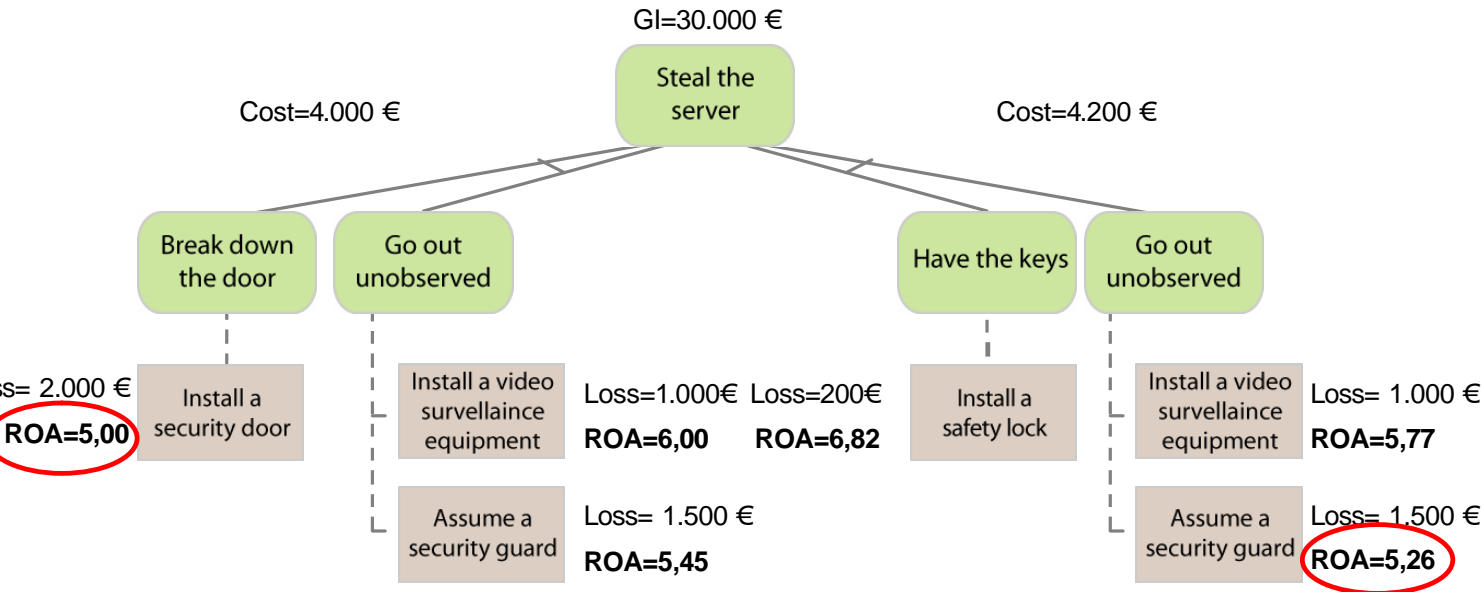 GI=30.000 €
Steal the
server
Cost=4.000 €
Cost=4.200 €
Break down
the door
Go out
unobserved
Have the keys
Go out
unobserved
ss= 2.000 €
ROA=5,00
Install a
security door
Install a video
survellaince
equipment
Loss=1.000€
ROA=6,00
Loss=200€
ROA=6,82
Install a
safety lock
Install a video
survellaince
equipment
Loss= 1.000 €
ROA=5,77
Assume a
security guard
Loss= 1.500 €
ROA=5,45
Assume a
security guard
Loss= 1.500 €
ROA=5,26